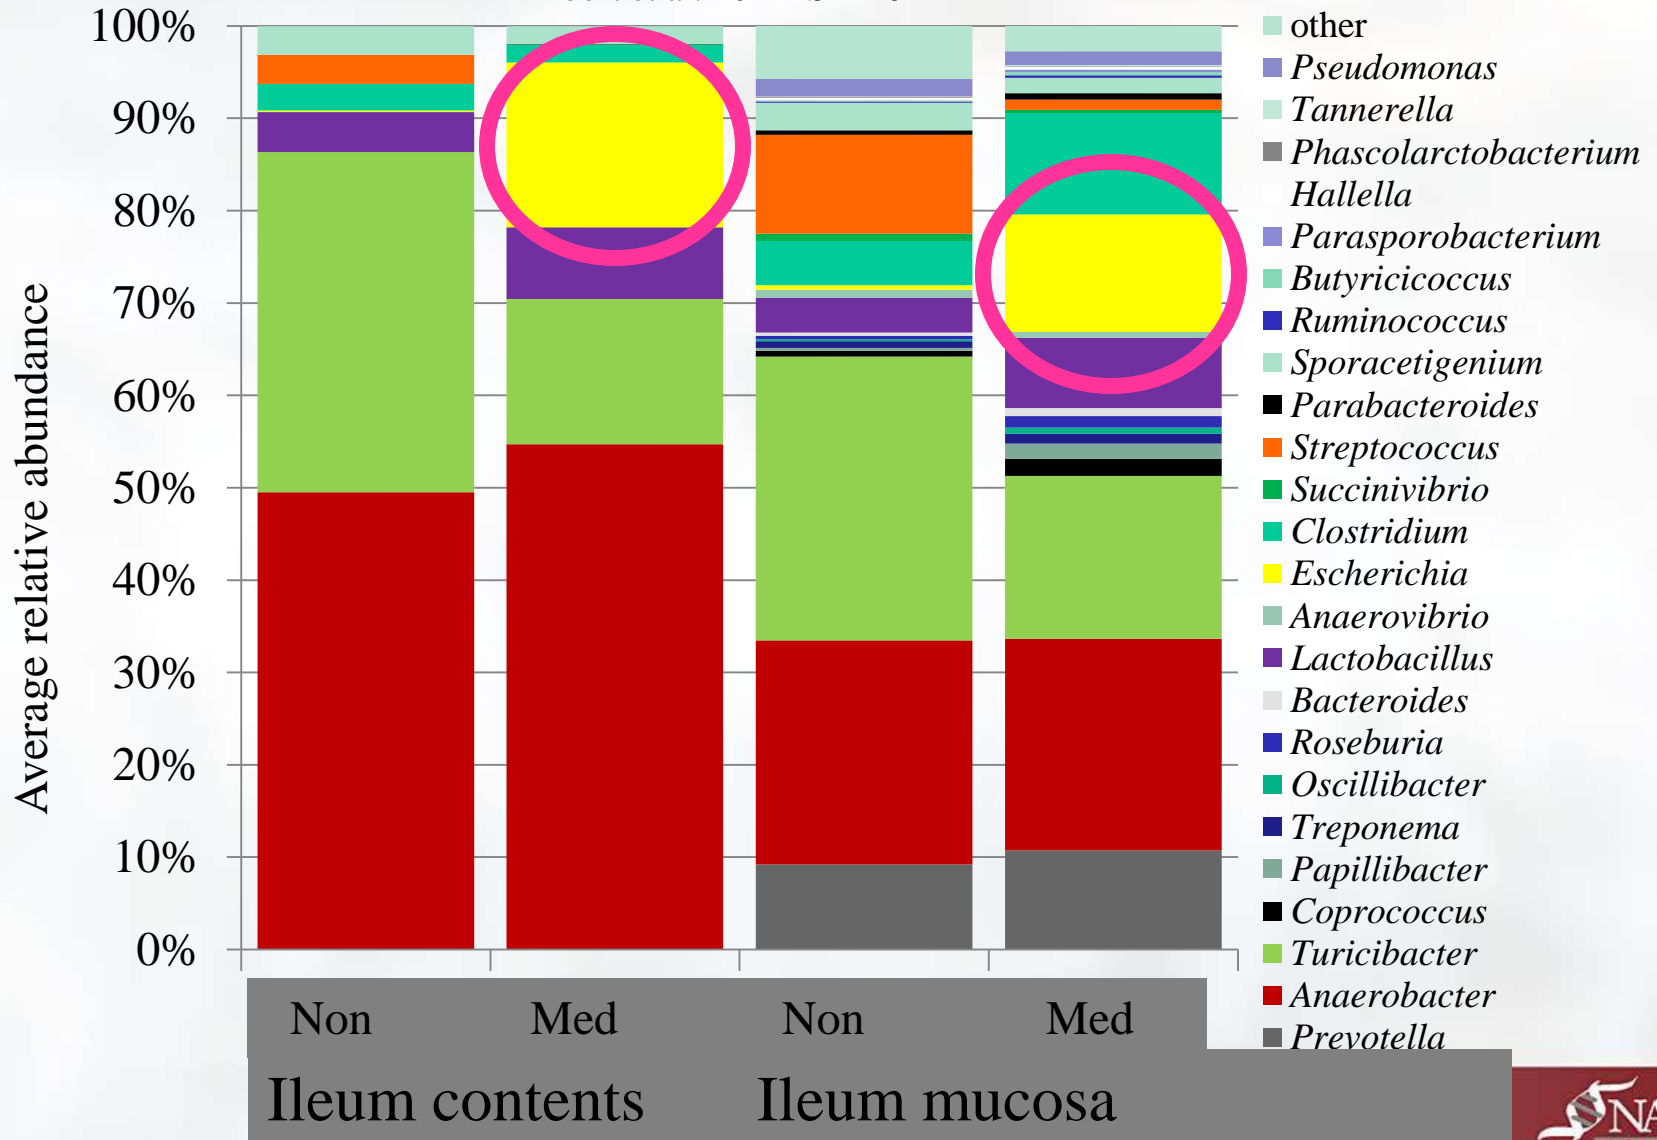 100%
90%
80%
70%
60%
50%
40%
30%
20%
10%
0%
Average relative abundance
other
Pseudomonas
Tannerella
Phascolarctobacterium
Hallella
Parasporobacterium
Butyricicoccus
Ruminococcus
Sporacetigenium
Parabacteroides
Streptococcus
Succinivibrio
Clostridium
Escherichia
Anaerovibrio
Lactobacillus
Bacteroides
Roseburia
Oscillibacter
Treponema
Papillibacter
Coprococcus
Turicibacter
Anaerobacter
Prevotella
Non Med Non Med
Ileum contents Ileum mucosa